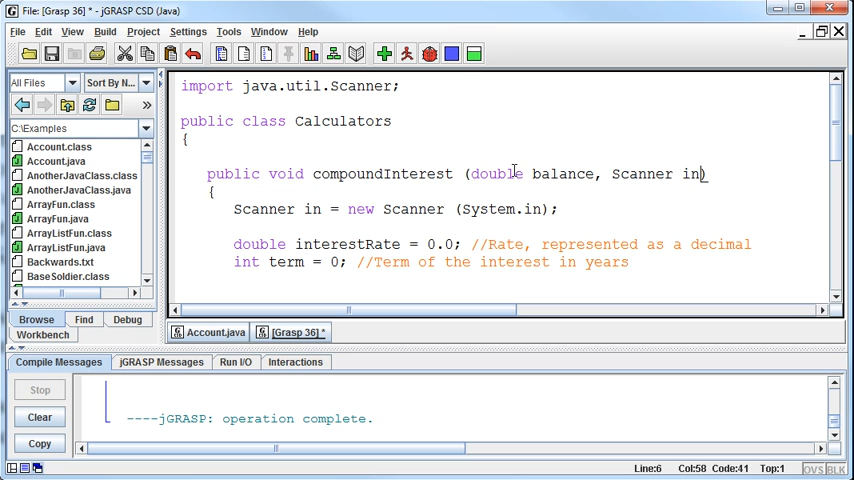 File: [Grasp 36] * - jGRASP CSD (Java)
File Edit View Build Project Settings Tools Window Help
All Files Sort By N...
C:\Examples
Account.class
Account.java
AnotherJavaClass.class
AnotherJavaClass.java
ArrayFun.class
ArrayFun.java
ArrayListFun.class
ArrayListFun.java
Backwards.txt
BaseSoldier.class
Browse Find Debug
Workbench
import java.util.Scanner;
public class Calculators
{
public void compoundInterest (double balance, Scanner in)
{
Scanner in = new Scanner (System.in);
double interestRate = 0.0; //Rate, represented as a decimal
int term = 0; //Term of the interest in years
Account.java [Grasp 36] *
Compile Messages jGRASP Messages Run I/O Interactions
Stop
Clear
Copy
----jGRASP: operation complete.
Line:6 Col:58 Code:41 Top:1 OVS BLK